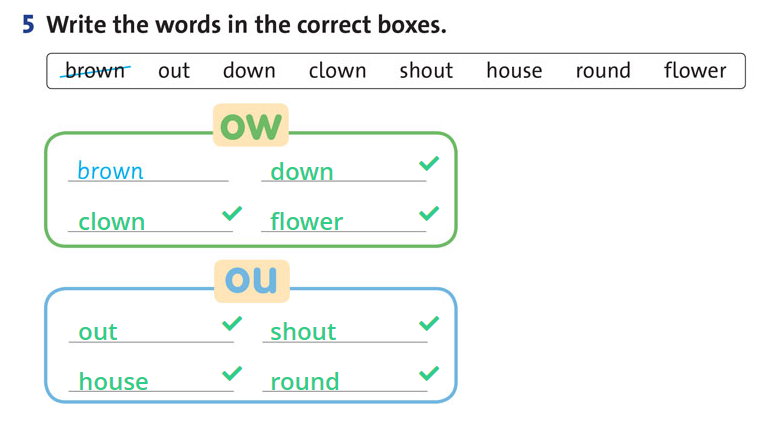 5 Write the words in the correct boxes.
brown out down clown shout house round flower
ow
brown down
clown flower
ou
out shout
house round